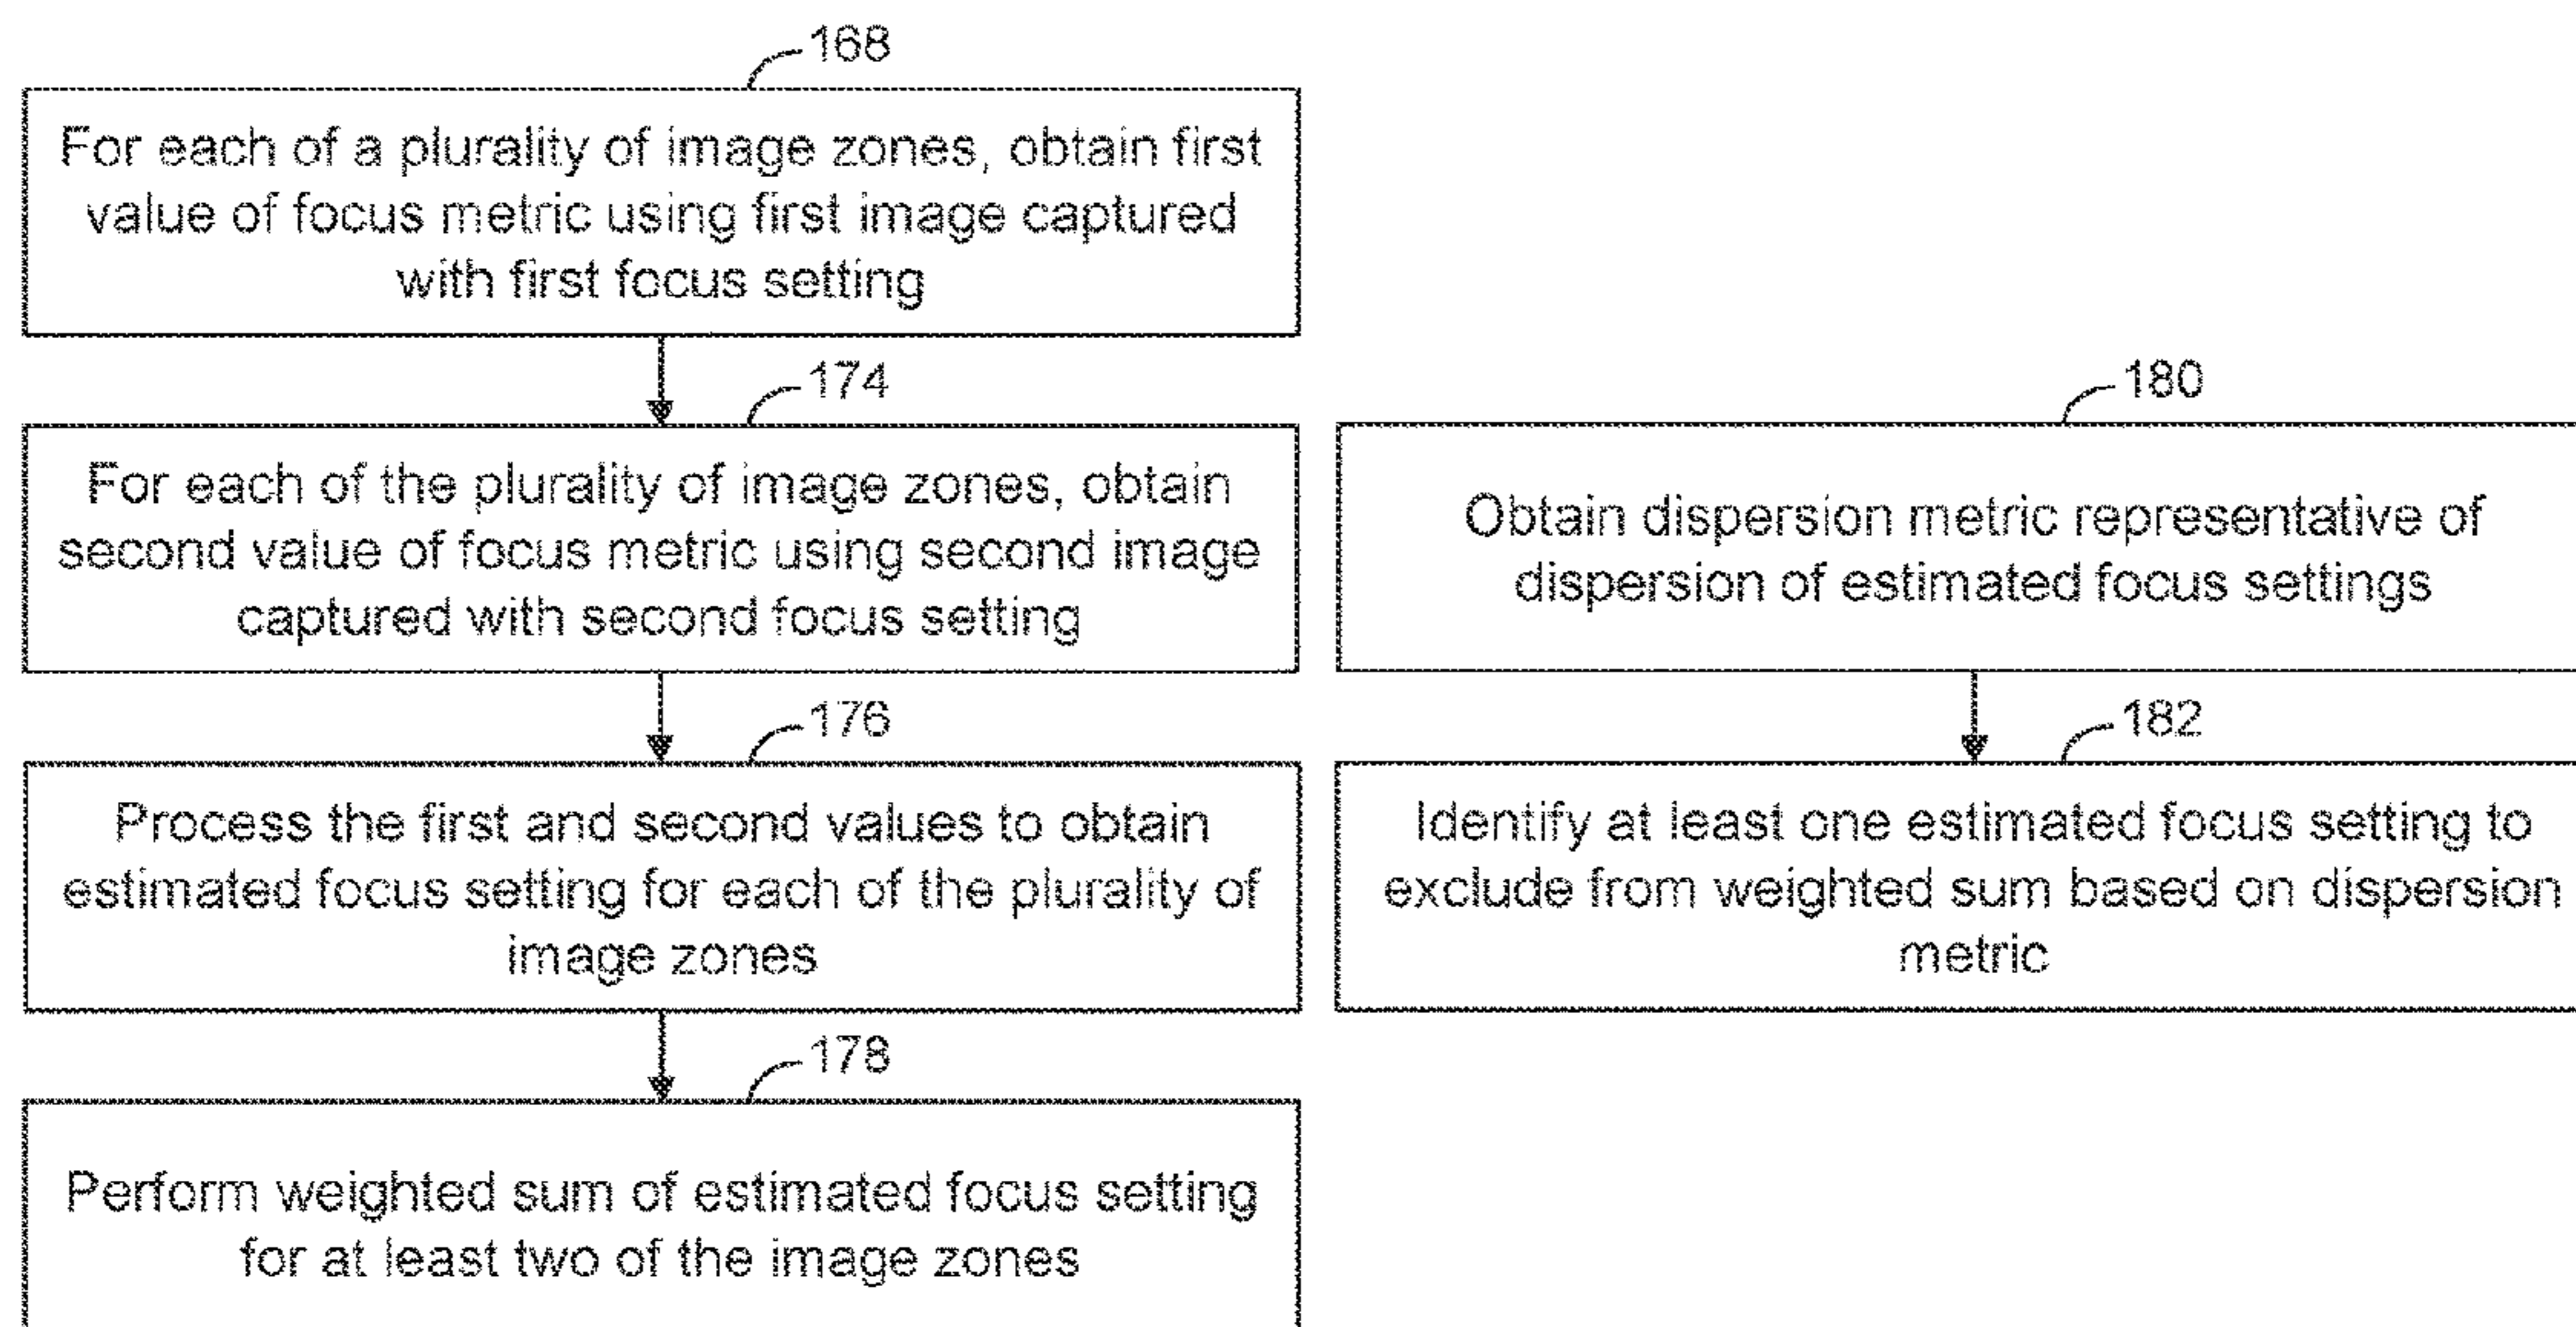 168
For each of a plurality of image zones, obtain first
value of focus metric using first image captured
with first focus setting
174
For each of the plurality of image zones, obtain
second value of focus metric using second image
captured with second focus setting
176
Process the first and second values to obtain
estimated focus setting for each of the plurality of
image zones
178
Perform weighted sum of estimated focus setting
for at least two of the image zones
180
Obtain dispersion metric representative of
dispersion of estimated focus settings
182
Identify at least one estimated focus setting to
exclude from weighted sum based on dispersion
metric